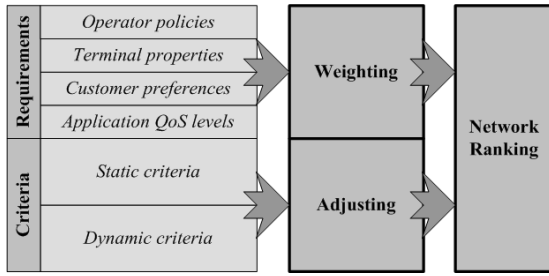 Requirements
Operator policies
Terminal properties
Customer preferences
Application QoS levels
Criteria
Static criteria
Dynamic criteria
Weighting
Adjusting
Network
Ranking